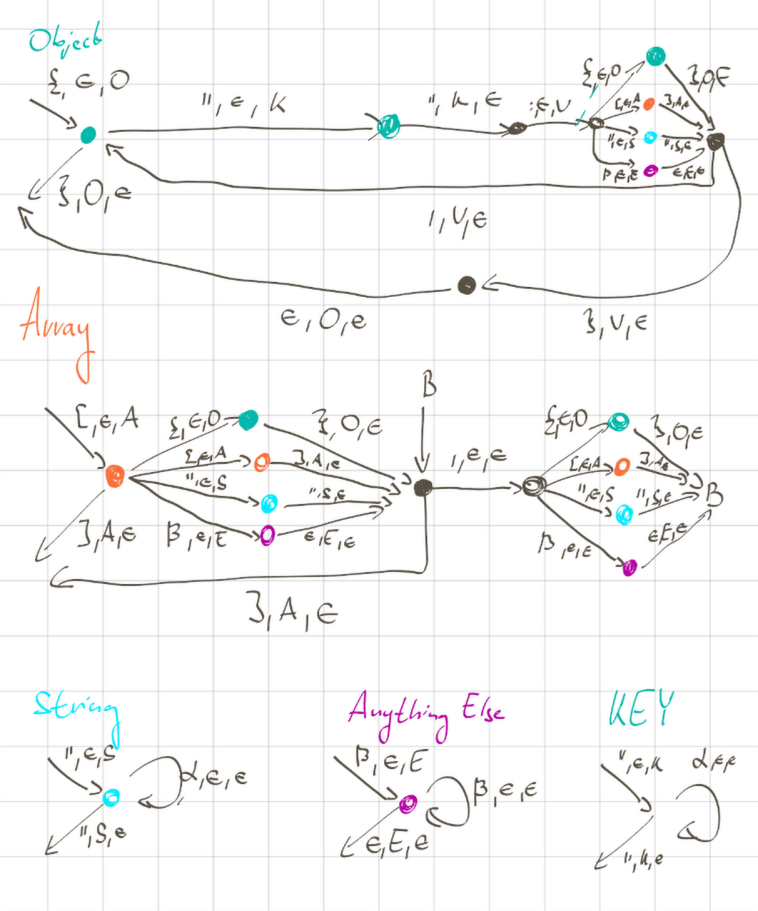 Object
{, ϵ, O
", ϵ, K
", K, ϵ
:, ϵ, V
{, ϵ, O
}, O, ϵ
[, ϵ, A
], A, ϵ
", ϵ, S
", S, ϵ
β, ϵ, E
ϵ, E, ϵ
}, O, ϵ
, , V, ϵ
ϵ, O, ϵ
}, V, ϵ
Array
[, ϵ, A
{, ϵ, O
}, O, ϵ
B
[, ϵ, A
], A, ϵ
, , ϵ, ϵ
{, ϵ, O
}, O, ϵ
[, ϵ, A
], A, ϵ
", ϵ, S
", S, ϵ
", ϵ, S
", S, ϵ
B
], A, ϵ
β, ϵ, E
ϵ, E, ϵ
β, ϵ, E
ϵ, E, ϵ
], A, ϵ
String
Anything Else
KEY
", ϵ, S
α, ϵ, ϵ
", S, ϵ
β, ϵ, E
β, ϵ, ϵ
ϵ, E, ϵ
", ϵ, K
α, ϵ, ϵ
", K, ϵ